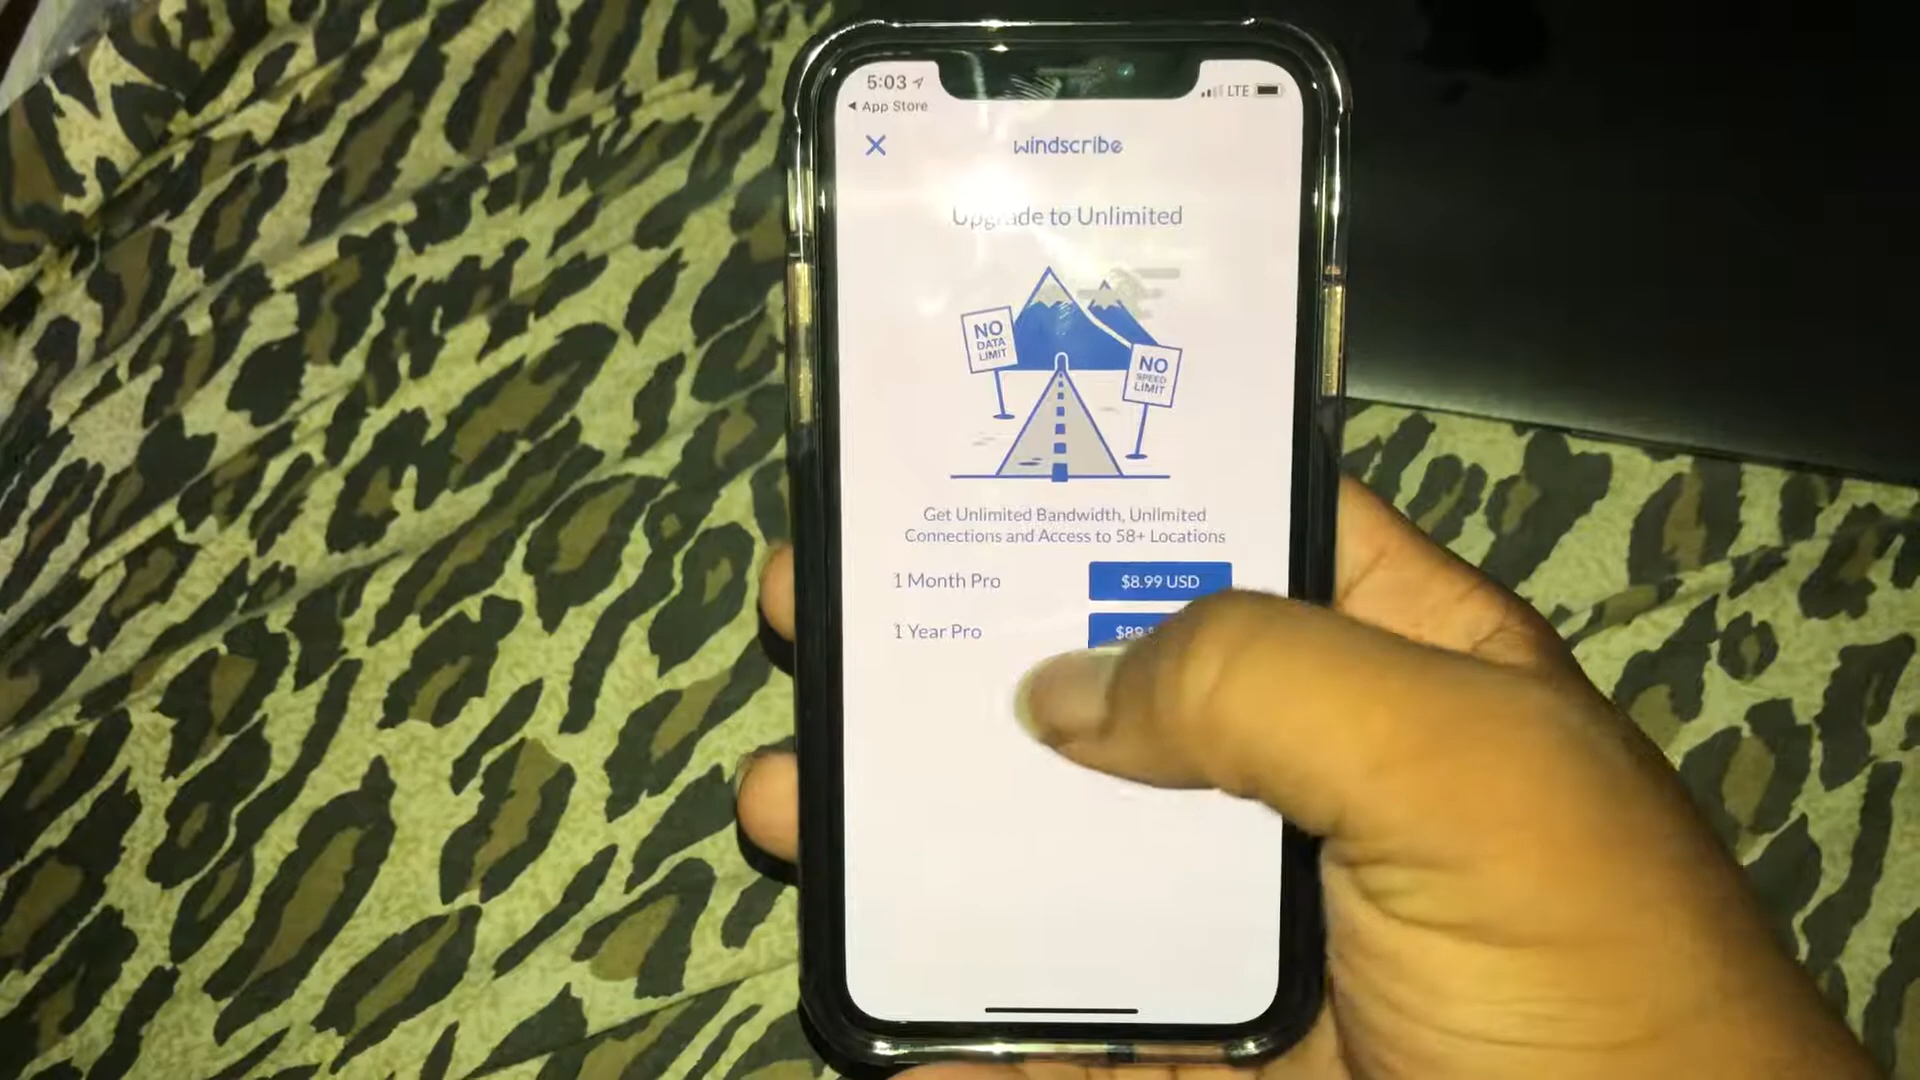 5:03
LTE
App Store
windscribe
Upgrade to Unlimited
NO
DATA
LIMIT
NO
SPEED
LIMIT
Get Unlimited Bandwidth, Unlimited
Connections and Access to 58+ Locations
1 Month Pro
$8.99 USD
1 Year Pro